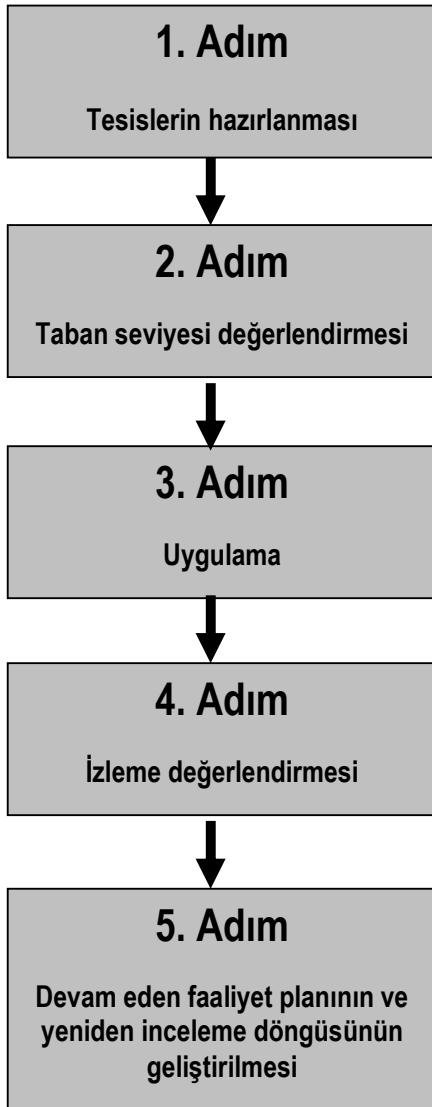 1. Adım
Tesislerin hazırlanması
2. Adım
Taban seviyesi değerlendirmesi
3. Adım
Uygulama
4. Adım
İzleme değerlendirmesi
5. Adım
Devam eden faaliyet planının ve
yeniden inceleme döngüsünün
geliştirilmesi